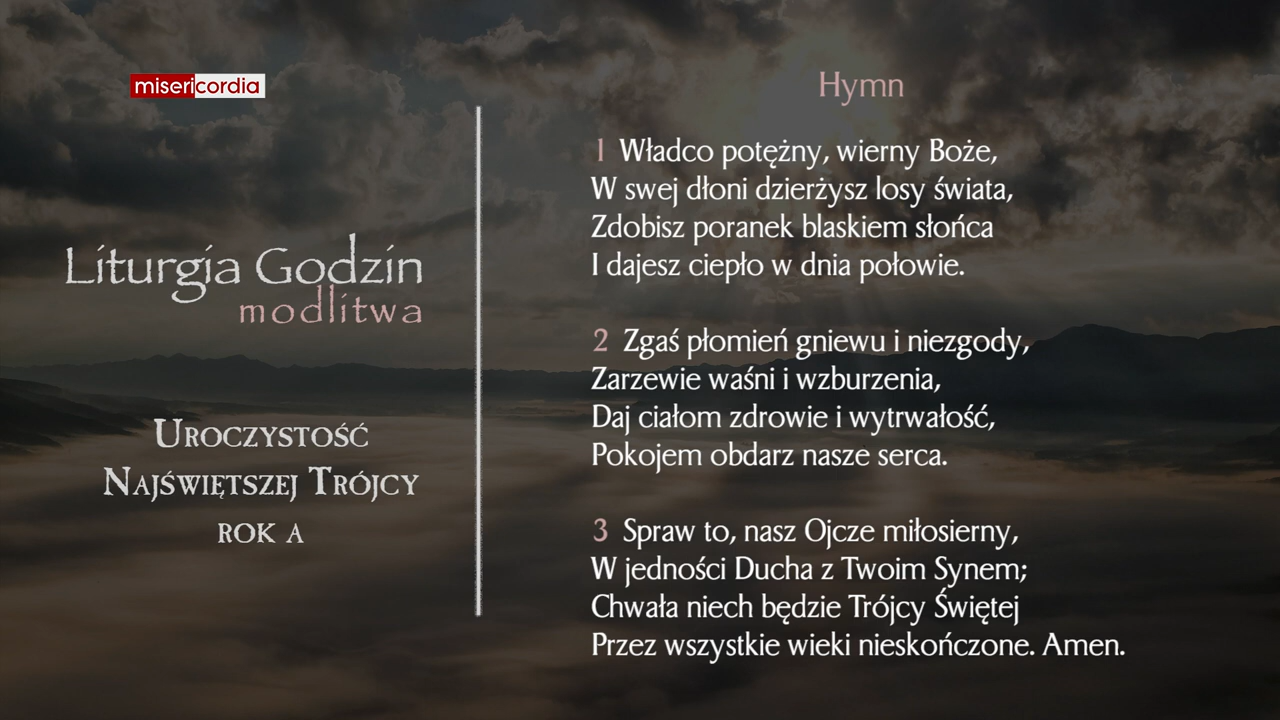 misericordia
Liturgia Godzin
modlitwa
Uroczystość
Najświętszej Trójcy
rok a
Hymn
1 Władco potężny, wierny Boże,
W swej dłoni dzierżysz losy świata,
Zdobisz poranek blaskiem słońca
I dajesz ciepło w dnia połowie.
2 Zgaś płomień gniewu i niezgody,
Zarzewie waśni i wzburzenia,
Daj ciałom zdrowie i wytrwałość,
Pokojem obdarz nasze serca.
3 Spraw to, nasz Ojcze miłosierny,
W jedności Ducha z Twoim Synem;
Chwała niech będzie Trójcy Świętej
Przez wszystkie wieki nieskończone. Amen.